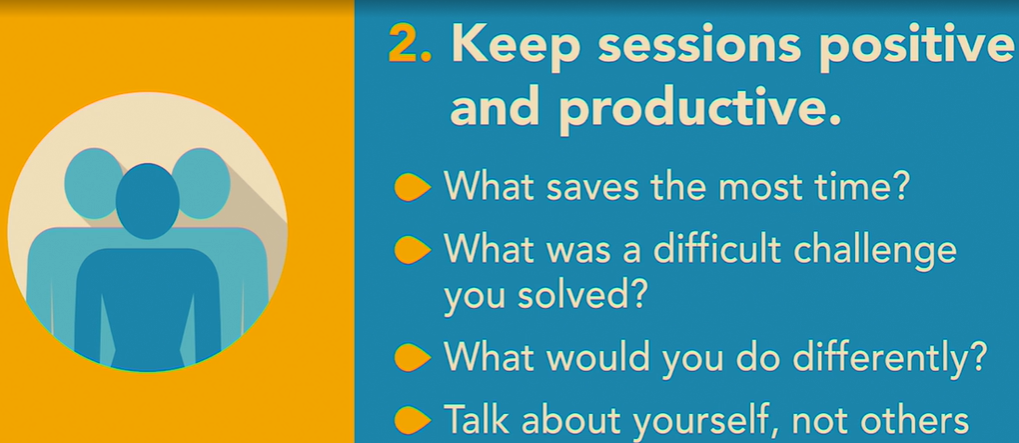 2. Keep sessions positive
and productive.
What saves the most time?
What was a difficult challenge
you solved?
What would you do differently?
Talk about yourself, not others